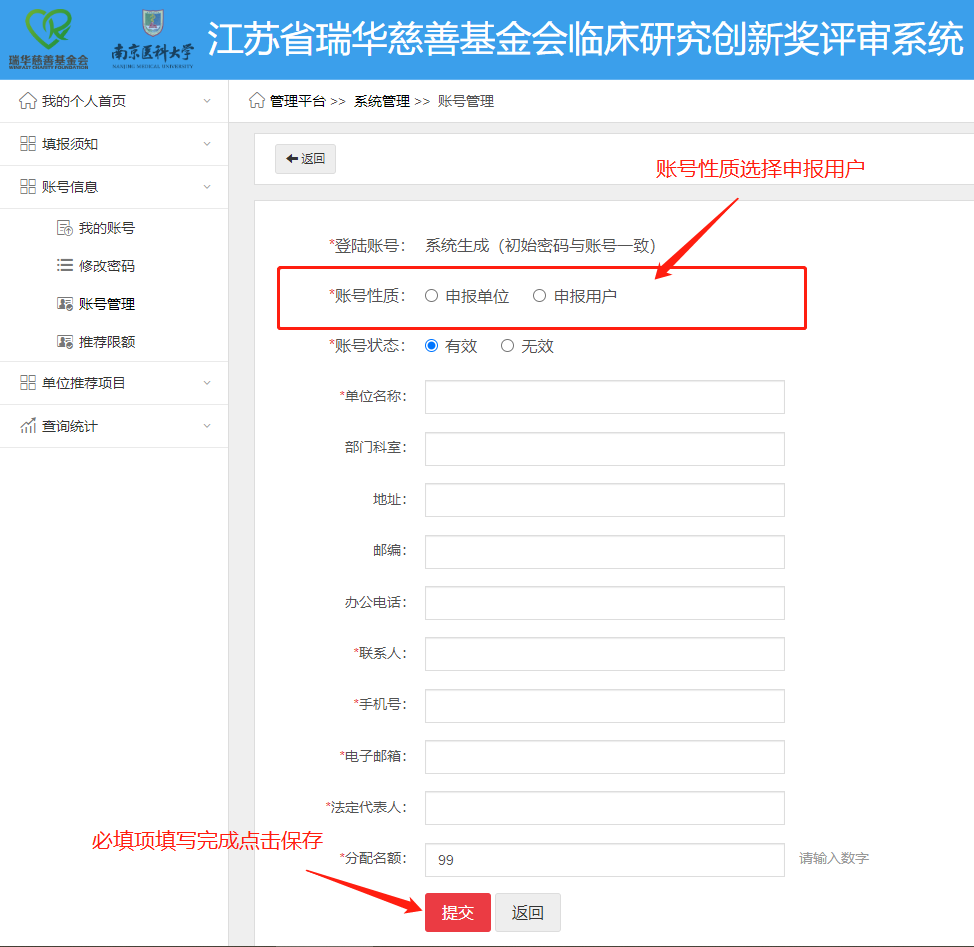 瑞华慈善基金会
南京医科大学
NANJING MEDICAL UNIVERSITY
江苏省瑞华慈善基金会临床研究创新奖评审系统
我的个人首页
填报须知
账号信息
我的账号
修改密码
账号管理
推荐限额
单位推荐项目
查询统计
管理平台 >> 系统管理 >> 账号管理
返回
账号性质选择申报用户
*登陆账号： 系统生成（初始密码与账号一致）
*账号性质： 申报单位 申报用户
*账号状态： 有效 无效
*单位名称：
部门科室：
地址：
邮编：
办公电话：
*联系人：
*手机号：
*电子邮箱：
*法定代表人：
必填项填写完成点击保存
*分配名额： 99 请输入数字
提交 返回